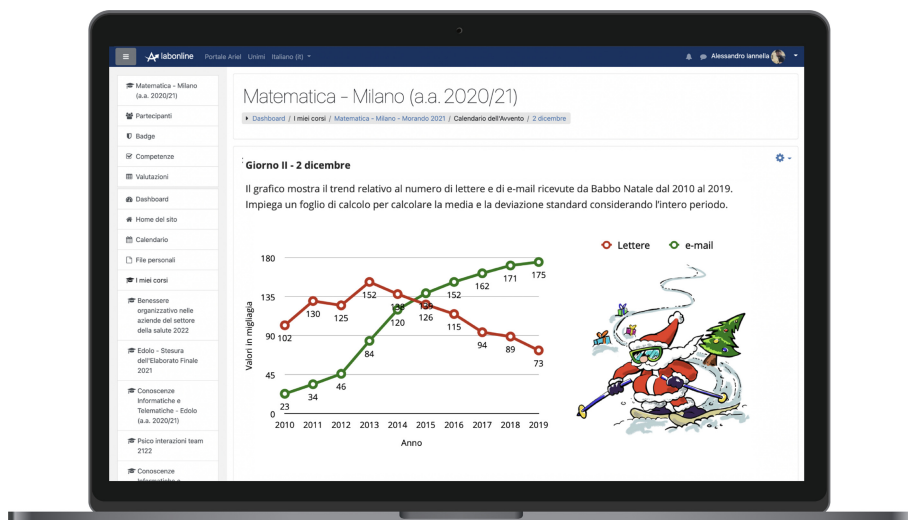 labonline Portale Ariel Unimi Italiano (it) Alessandro Iannella
Matematica - Milano
(a.a. 2020/21)
Partecipanti
Badge
Competenze
Valutazioni
Dashboard
Home del sito
Calendario
File personali
I miei corsi
Benessere
organizzativo nelle
aziende del settore
della salute 2022
Edolo - Stesura
dell'Elaborato Finale
2021
Conoscenze
Informatiche e
Telematiche - Edolo
(a.a. 2020/21)
Psico interazioni team
2122
Conoscenze
Matematica - Milano (a.a. 2020/21)
Dashboard / I miei corsi / Matematica - Milano - Morando 2021 / Calendario dell'Avvento / 2 dicembre
Giorno II - 2 dicembre
Il grafico mostra il trend relativo al numero di lettere e di e-mail ricevute da Babbo Natale dal 2010 al 2019.
Impiega un foglio di calcolo per calcolare la media e la deviazione standard considerando l'intero periodo.
Lettere e-mail
Valori in migliaia
180
135
90
45
0
102 130 125 152 138 126 115 94 89 73
23 34 46 84 120 139 152 162 171 175
2010 2011 2012 2013 2014 2015 2016 2017 2018 2019
Anno